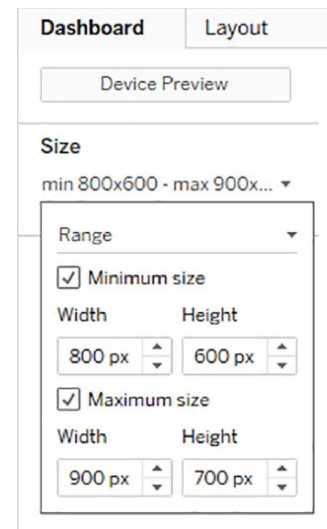 Dashboard Layout
Device Preview
Size
min 800x600 - max 900x...
Range
Minimum size
Width Height
800 px 600 px
Maximum size
Width Height
900 px 700 px